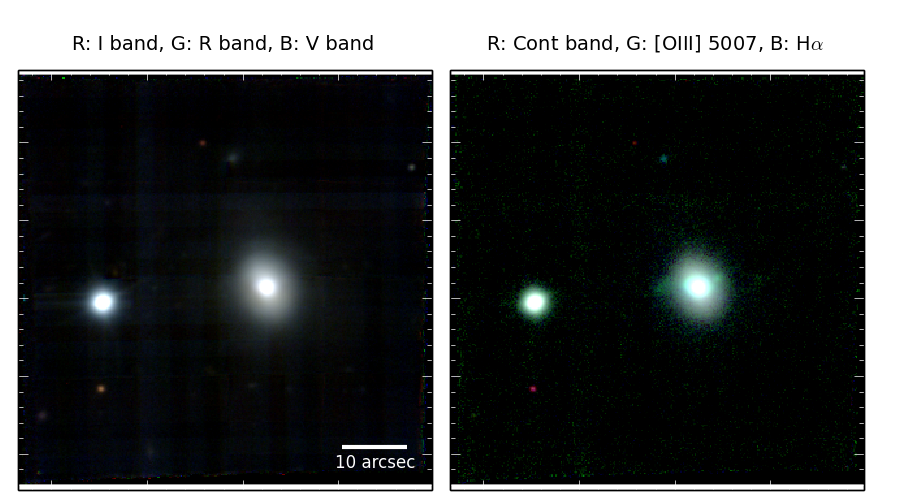 R: I band, G: R band, B: V band
R: Cont band, G: [OIII] 5007, B: Hα
10 arcsec